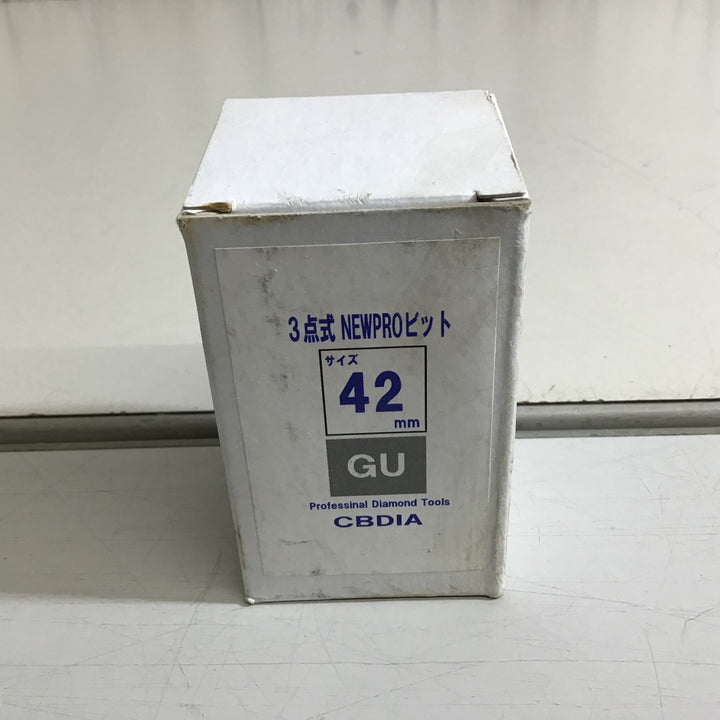 3点式 NEWPROビット
サイズ
42
mm
GU
Professinal Diamond Tools
CBDIA